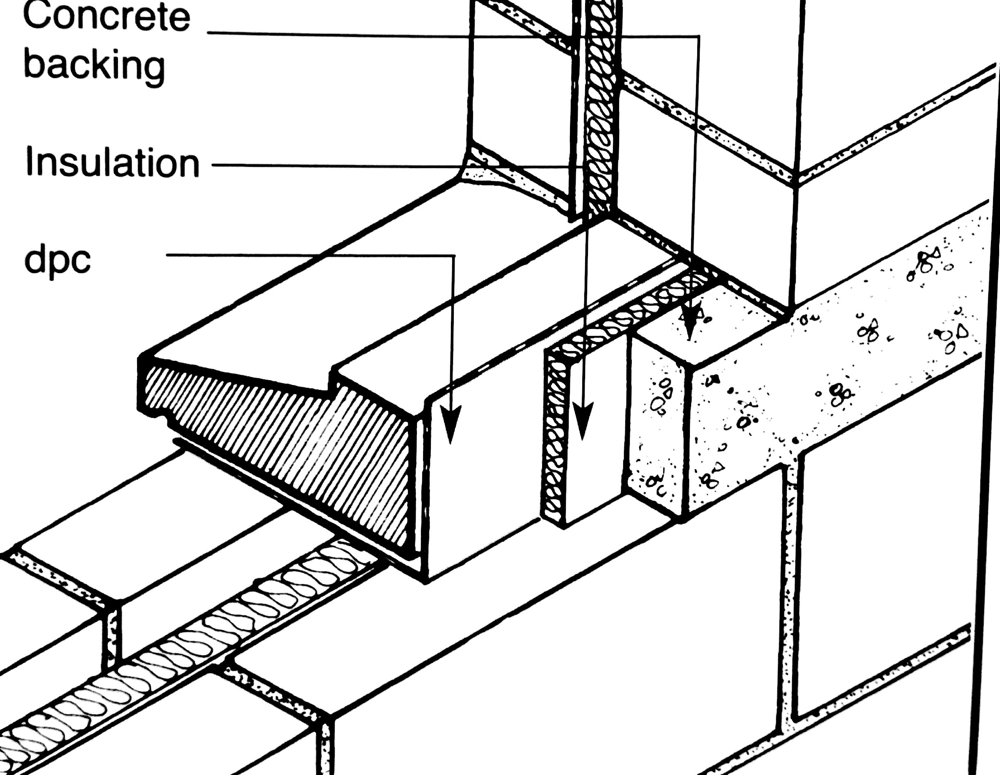 Concrete
backing
Insulation
dpc